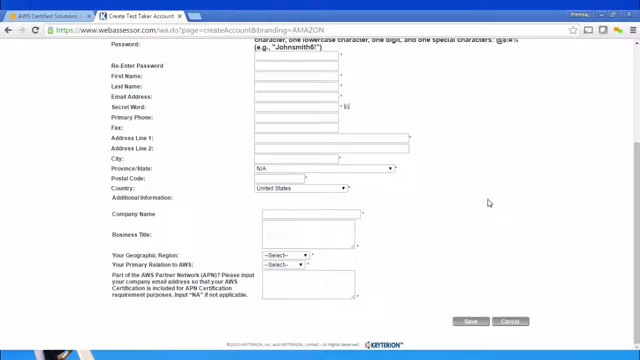 AWS Certified Solutions
Create Test Taker Account
https://www.webassessor.com/wa.do?page=createAccount&branding=AMAZON
Password:
character, one lowercase character, one digit, and one special characters: @$!#%
(e.g., "Johnsmith6!")
Re-Enter Password
*
First Name:
*
Last Name:
*
Email Address:
*
Secret Word:
*
Primary Phone:
Fax:
Address Line 1:
*
Address Line 2:
City:
*
Province/State:
N/A
*
Postal Code:
*
Country:
United States
*
Additional Information:
Company Name
*
Business Title:
*
Your Geographic Region:
--Select--
*
Your Primary Relation to AWS:
--Select--
*
Part of the AWS Partner Network (APN)? Please input
your company email address so that your AWS
Certification is included for APN Certification
requirement purposes. Input "NA" if not applicable.
*
Save
Cancel
©2015 KRYTERION, Inc. and KRYTERION, Limited - All Rights Reserved.
KRYTERION